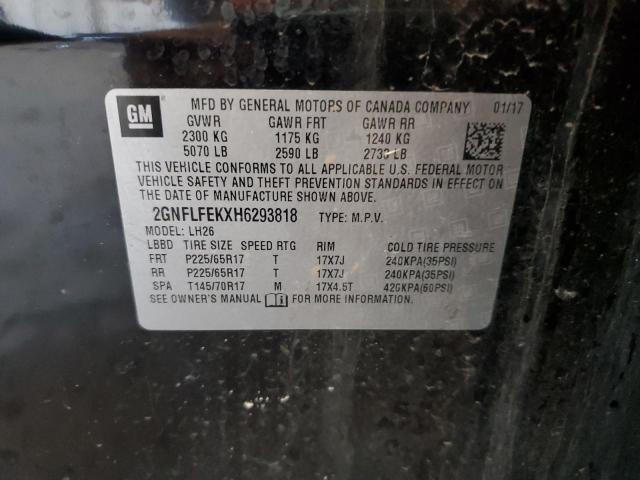 GM
MFD BY GENERAL MOTORS OF CANADA COMPANY 01/17
GVWR GAWR FRT GAWR RR
2300 KG 1175 KG 1240 KG
5070 LB 2590 LB 2733 LB
THIS VEHICLE CONFORMS TO ALL APPLICABLE U.S. FEDERAL MOTOR
VEHICLE SAFETY AND THEFT PREVENTION STANDARDS IN EFFECT ON
THE DATE OF MANUFACTURE SHOWN ABOVE.
2GNFLFEKXH6293818 TYPE: M.P.V.
MODEL: LH26
LBBD TIRE SIZE SPEED RTG RIM COLD TIRE PRESSURE
FRT P225/65R17 T 17X7J 240KPA(35PSI)
RR P225/65R17 T 17X7J 240KPA(35PSI)
SPA T145/70R17 M 17X4.5T 420KPA(60PSI)
SEE OWNER'S MANUAL FOR MORE INFORMATION.